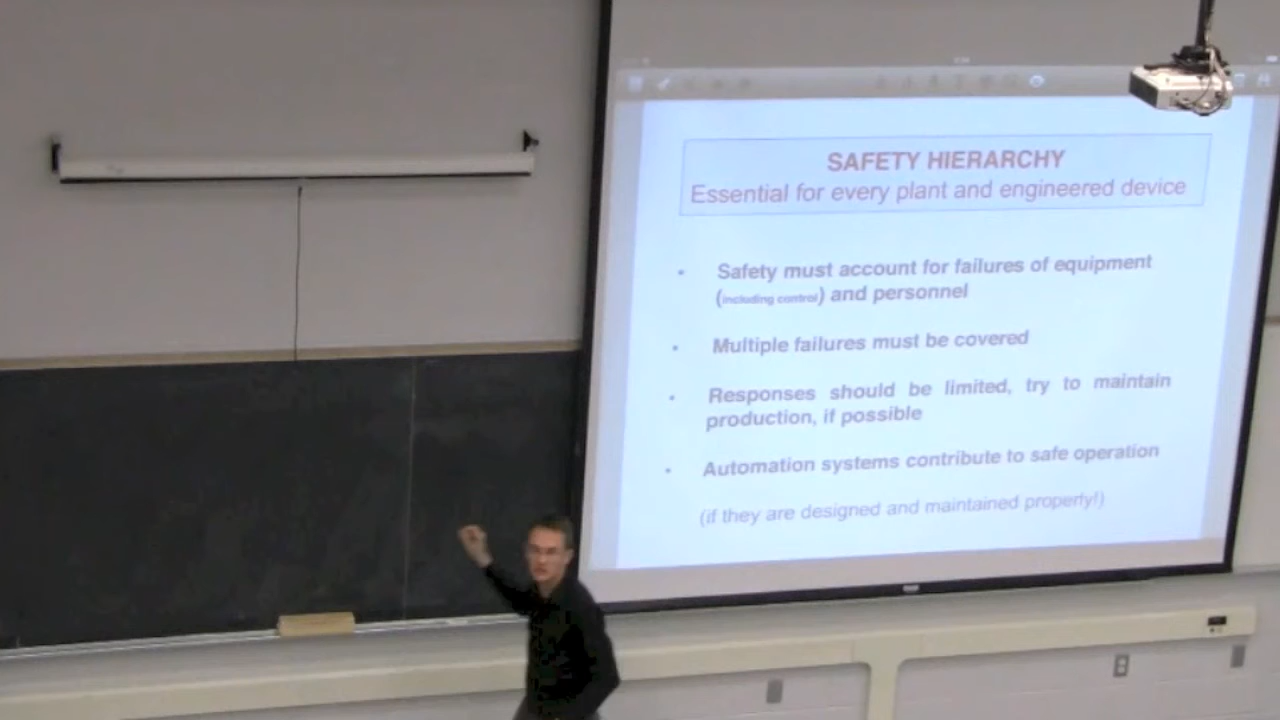 SAFETY HIERARCHY
Essential for every plant and engineered device
• Safety must account for failures of equipment
(including control) and personnel
• Multiple failures must be covered
• Responses should be limited, try to maintain
production, if possible
• Automation systems contribute to safe operation
(if they are designed and maintained properly!)